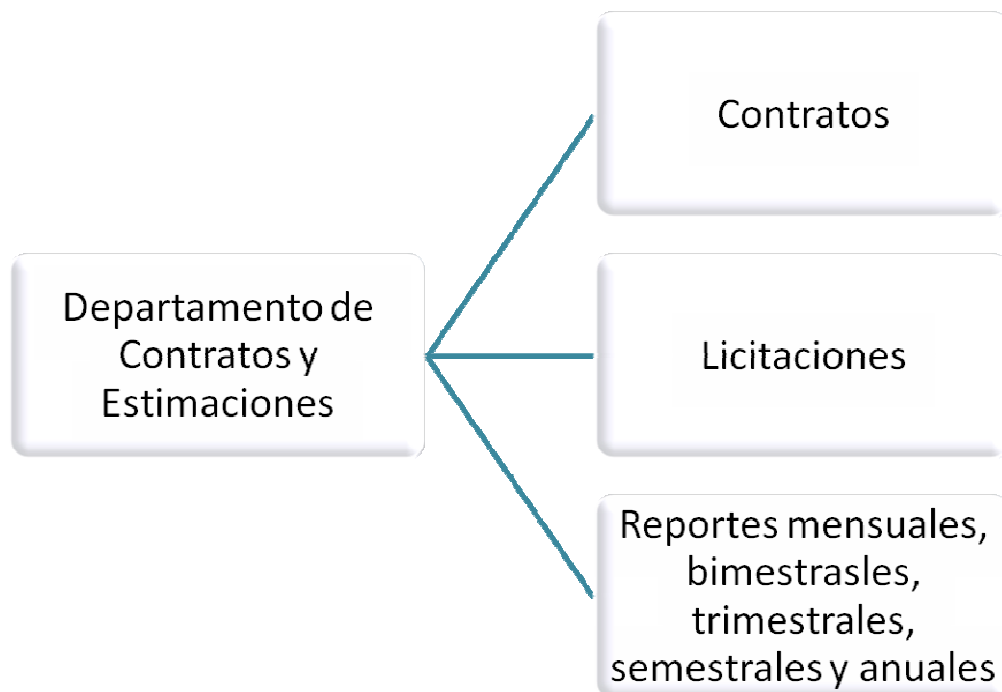 Contratos
Departamento de
Contratos y
Estimaciones
Licitaciones
Reportes mensuales,
bimestrasles,
trimestrales,
semestrales y anuales